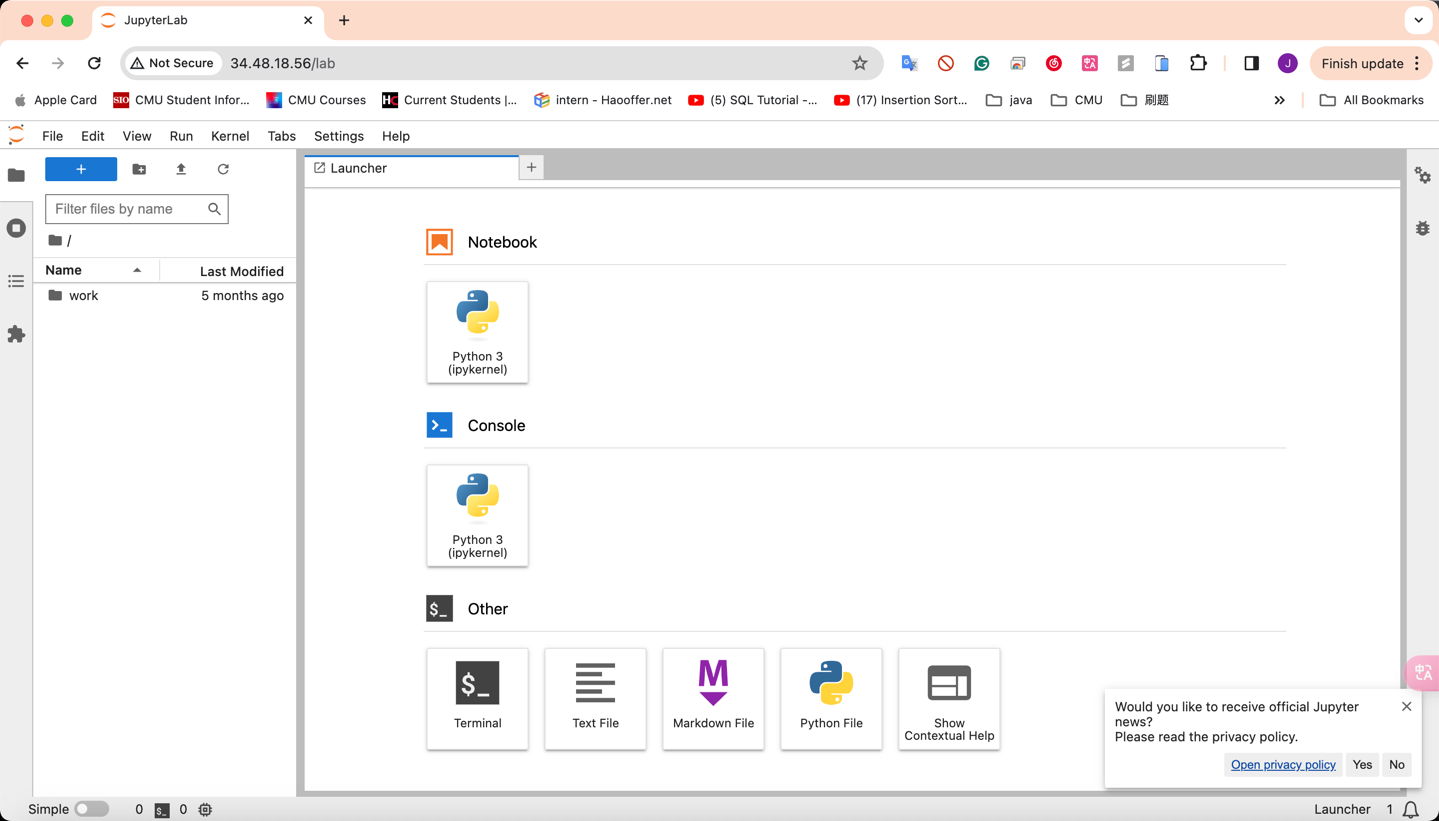 JupyterLab
Not Secure 34.48.18.56/lab
Finish update
J
Apple Card SIO CMU Student Infor... CMU Courses HC Current Students |... intern - Haooffer.net (5) SQL Tutorial -... (17) Insertion Sort... java CMU 刷题 All Bookmarks
File Edit View Run Kernel Tabs Settings Help
Launcher
Filter files by name
/
Name Last Modified
work 5 months ago
Notebook
Python 3
(ipykernel)
Console
Python 3
(ipykernel)
$_ Other
$_
Terminal
Text File
M
Markdown File
Python File
Show
Contextual Help
中A
Would you like to receive official Jupyter
news?
Please read the privacy policy.
Open privacy policy Yes No
Simple 0 $_ 0 Launcher 1